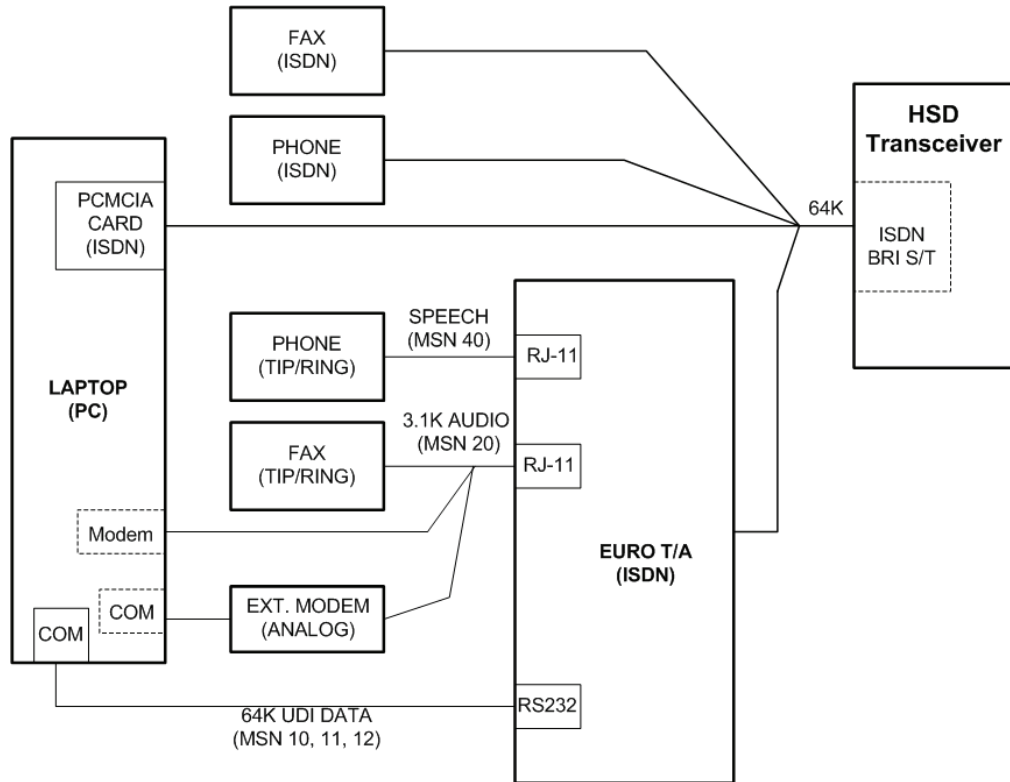 FAX
(ISDN)
PHONE
(ISDN)
HSD
Transceiver
PCMCIA
CARD
(ISDN)
64K
ISDN
BRI S/T
PHONE
(TIP/RING)
SPEECH
(MSN 40)
RJ-11
LAPTOP
(PC)
FAX
(TIP/RING)
3.1K AUDIO
(MSN 20)
RJ-11
Modem
EURO T/A
(ISDN)
COM
EXT. MODEM
(ANALOG)
COM
RS232
64K UDI DATA
(MSN 10, 11, 12)